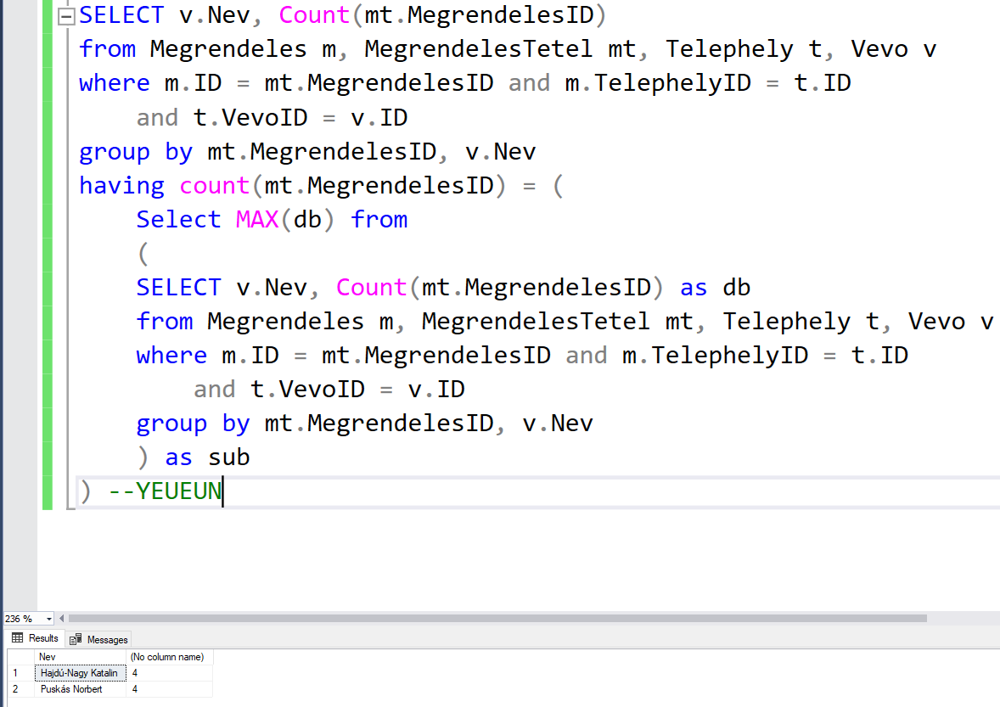 SELECT v.Nev, Count(mt.MegrendelesID)
from Megrendeles m, MegrendelesTetel mt, Telephely t, Vevo v
where m.ID = mt.MegrendelesID and m.TelephelyID = t.ID
and t.VevoID = v.ID
group by mt.MegrendelesID, v.Nev
having count(mt.MegrendelesID) = (
Select MAX(db) from
(
SELECT v.Nev, Count(mt.MegrendelesID) as db
from Megrendeles m, MegrendelesTetel mt, Telephely t, Vevo v
where m.ID = mt.MegrendelesID and m.TelephelyID = t.ID
and t.VevoID = v.ID
group by mt.MegrendelesID, v.Nev
) as sub
) --YEUEUN
236 %
Results Messages
Nev (No column name)
1 Hajdú-Nagy Katalin 4
2 Puskás Norbert 4